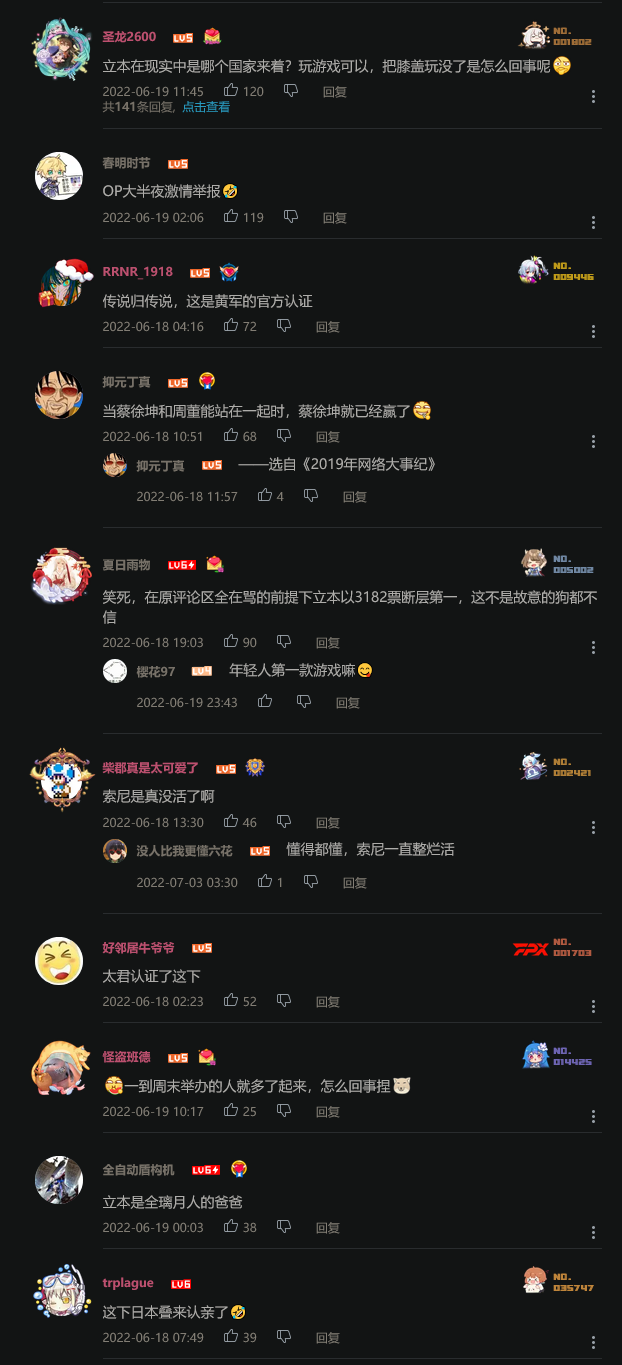 圣龙2600 LV5 NO.
001802
立本在现实中是哪个国家来着？玩游戏可以，把膝盖玩没了是怎么回事呢
2022-06-19 11:45 120 回复
共141条回复, 点击查看
春明时节 LV5
OP大半夜激情举报
2022-06-19 02:06 119 回复
RRNR_1918 LV5 NO.
009446
传说归传说，这是黄军的官方认证
2022-06-18 04:16 72 回复
抑元丁真 LV5
当蔡徐坤和周董能站在一起时，蔡徐坤就已经赢了
2022-06-18 10:51 68 回复
抑元丁真 LV5 ——选自《2019年网络大事纪》
2022-06-18 11:57 4 回复
夏日雨物 LV6 NO.
005002
笑死，在原评论区全在骂的前提下立本以3182票断层第一，这不是故意的狗都不
信
2022-06-18 19:03 90 回复
樱花97 LV4 年轻人第一款游戏嘛
2022-06-19 23:43 回复
柴郡真是太可爱了 LV5 NO.
002421
索尼是真没活了啊
2022-06-18 13:30 46 回复
没人比我更懂六花 LV5 懂得都懂，索尼一直整烂活
2022-07-03 03:30 1 回复
好邻居牛爷爷 LV5 FPX NO.
001703
太君认证了这下
2022-06-18 02:23 52 回复
怪盗班德 LV5 NO.
014425
一到周末举办的人就多了起来，怎么回事捏
2022-06-19 10:17 25 回复
全自动盾构机 LV6
立本是全璃月人的爸爸
2022-06-19 00:03 38 回复
trplague LV6 NO.
035747
这下日本叠来认亲了
2022-06-18 07:49 39 回复